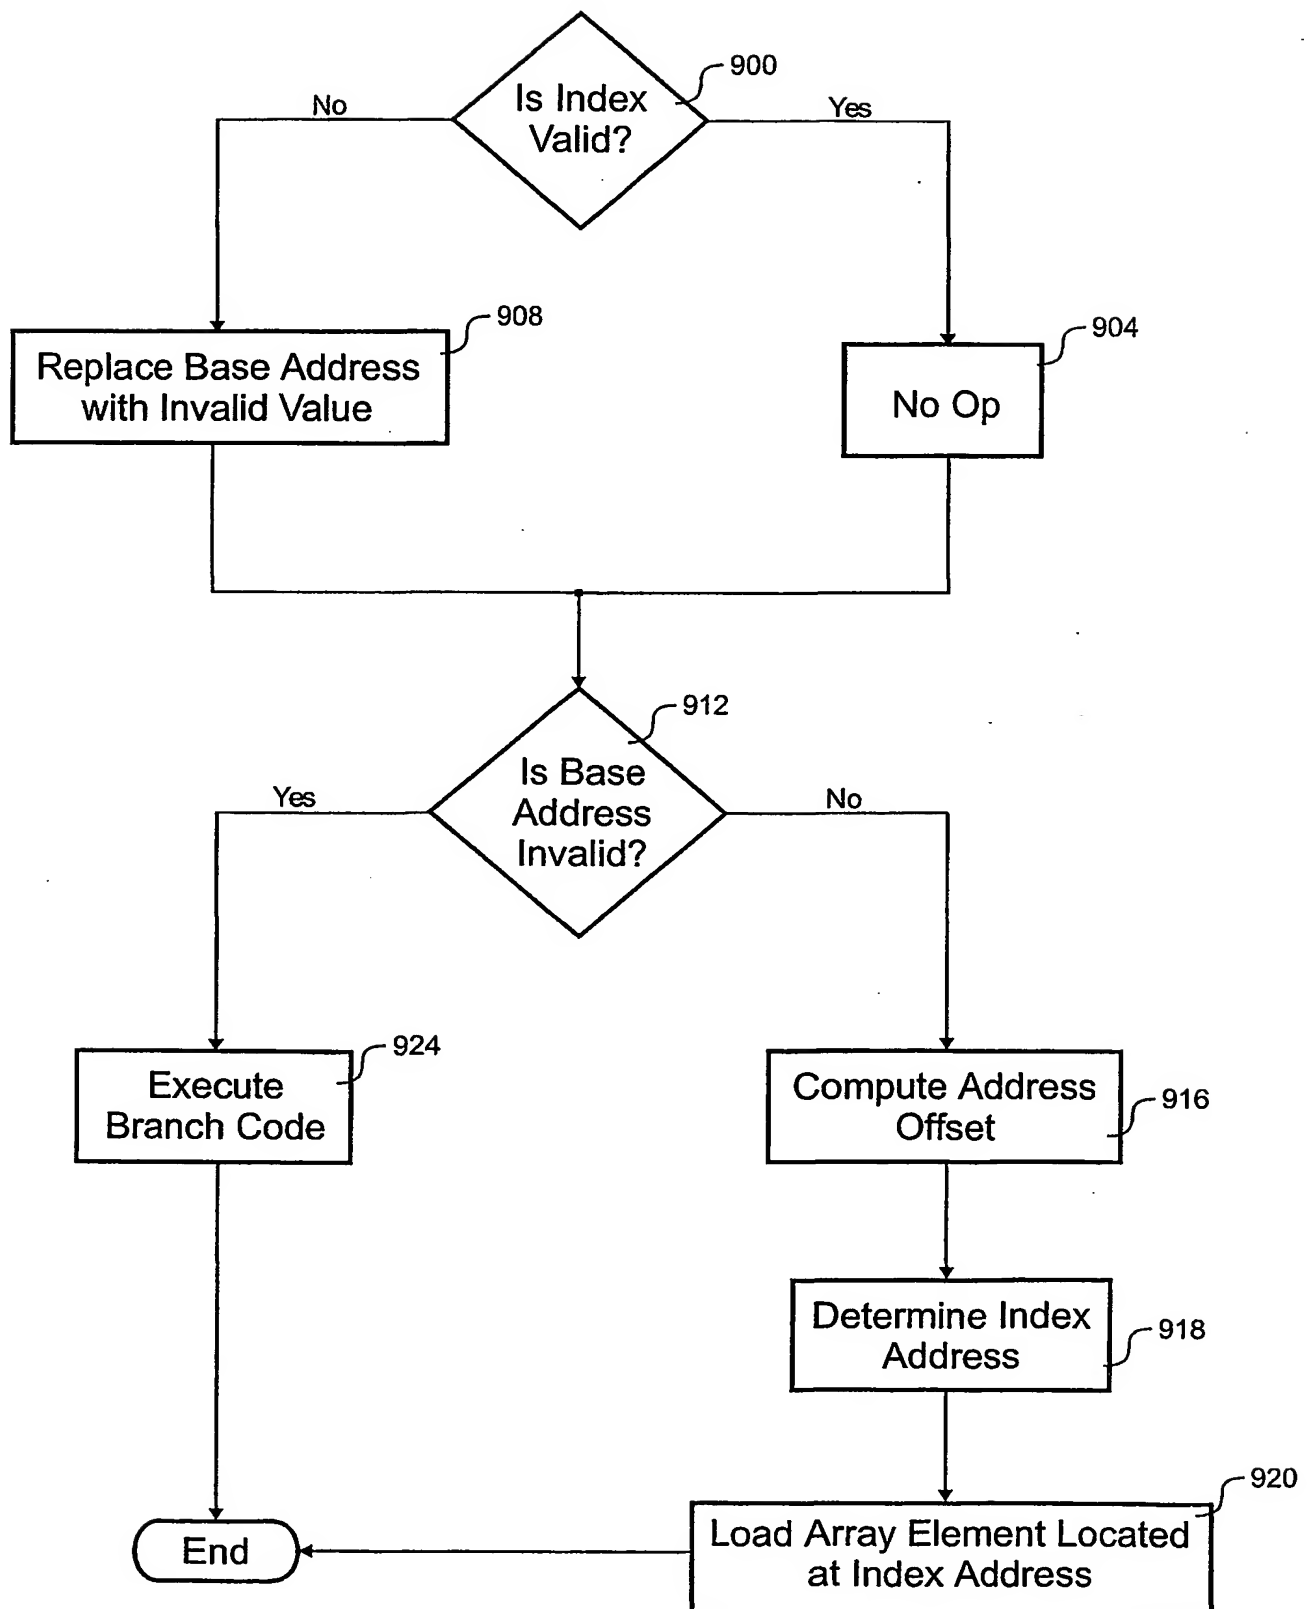 900
Is Index
Valid?
No
Yes
908
Replace Base Address
with Invalid Value
904
No Op
912
Is Base
Address
Invalid?
Yes
No
924
Execute
Branch Code
Compute Address
Offset
916
Determine Index
Address
918
920
Load Array Element Located
at Index Address
End